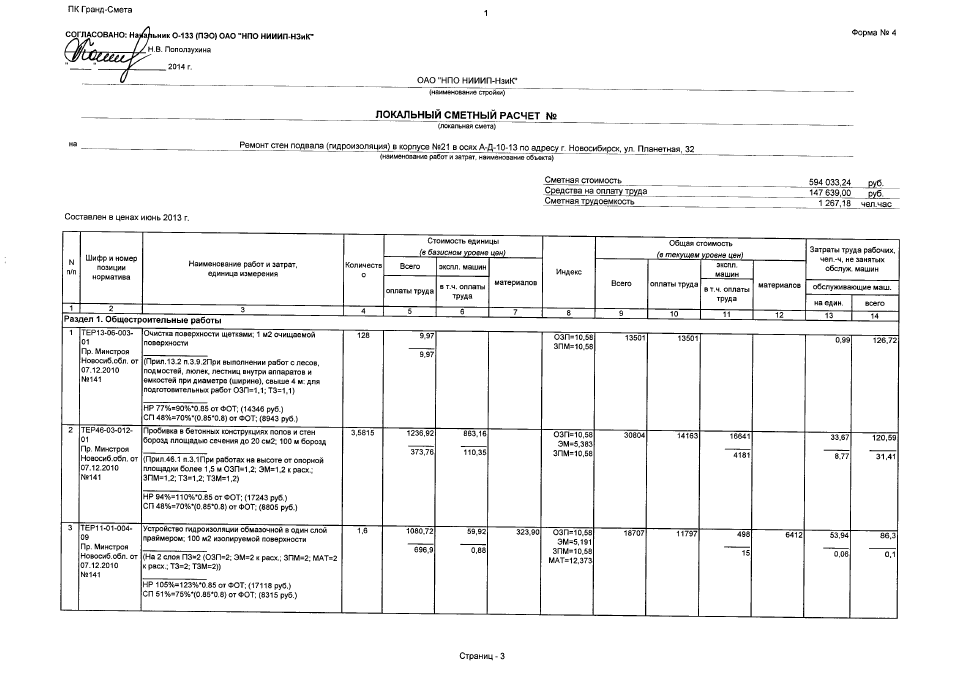 ПК Гранд-Смета
1
СОГЛАСОВАНО: Начальник О-133 (ПЭО) ОАО "НПО НИИИП-НЗиК"
Форма № 4
Н.В. Поползухина
"____"____________ 2014 г.
ОАО "НПО НИИИП-НзиК"
(наименование стройки)
ЛОКАЛЬНЫЙ СМЕТНЫЙ РАСЧЕТ №
(локальная смета)
на Ремонт стен подвала (гидроизоляция) в корпусе №21 в осях А-Д-10-13 по адресу г. Новосибирск, ул. Планетная, 32
(наименование работ и затрат, наименование объекта)
Сметная стоимость 594 033,24 руб.
Средства на оплату труда 147 639,00 руб.
Сметная трудоемкость 1 267,18 чел.час
Составлен в ценах июнь 2013 г.
N п/п
Шифр и номер позиции норматива
Наименование работ и затрат, единица измерения
Количество
Стоимость единицы
(в базисном уровне цен)
Всего
оплаты труда
экспл. машин
в т.ч. оплаты труда
материалов
Индекс
Общая стоимость
(в текущем уровне цен)
Всего
оплаты труда
экспл. машин
в т.ч. оплаты труда
материалов
Затраты труда рабочих, чел.-ч, не занятых обслуж. машин
обслуживающие маш.
на един.
всего
1 2 3 4 5 6 7 8 9 10 11 12 13 14
Раздел 1. Общестроительные работы
1 ТЕР13-06-003- Очистка поверхности щетками; 1 м2 очищаемой 128 9,97 ОЗП=10,58 13501 13501 0,99 126,72
01 поверхности ЗПМ=10,58
Пр. Минстроя 9,97
Новосиб.обл. от (Прил.13.2 п.3.9.2При выполнении работ с лесов,
07.12.2010 подмостей, люлек, лестниц внутри аппаратов и
№141 емкостей при диаметре (ширине), свыше 4 м: для
подготовительных работ ОЗП=1,1; ТЗ=1,1)
НР 77%=90%*0.85 от ФОТ; (14346 руб.)
СП 48%=70%*(0.85*0.8) от ФОТ; (8943 руб.)
2 ТЕР46-03-012- Пробивка в бетонных конструкциях полов и стен 3,5815 1236,92 863,16 ОЗП=10,58 30804 14163 16641 33,67 120,59
01 борозд площадью сечения до 20 см2; 100 м борозд ЭМ=5,383
Пр. Минстроя 373,76 110,35 ЗПМ=10,58 4181 8,77 31,41
Новосиб.обл. от (Прил.46.1 п.3.1При работах на высоте от опорной
07.12.2010 площадки более 1,5 м ОЗП=1,2; ЭМ=1,2 к расх.;
№141 ЗПМ=1,2; ТЗ=1,2; ТЗМ=1,2)
НР 94%=110%*0.85 от ФОТ; (17243 руб.)
СП 48%=70%*(0.85*0.8) от ФОТ; (8805 руб.)
3 ТЕР11-01-004- Устройство гидроизоляции обмазочной в один слой 1,6 1080,72 59,92 323,90 ОЗП=10,58 18707 11797 498 6412 53,94 86,3
09 праймером; 100 м2 изолируемой поверхности ЭМ=5,191
Пр. Минстроя 696,9 0,88 ЗПМ=10,58 15 0,06 0,1
Новосиб.обл. от (На 2 слоя ПЗ=2 (ОЗП=2; ЭМ=2 к расх.; ЗПМ=2; МАТ=2 МАТ=12,373
07.12.2010 к расх.; ТЗ=2; ТЗМ=2))
№141
НР 105%=123%*0.85 от ФОТ; (17118 руб.)
СП 51%=75%*(0.85*0.8) от ФОТ; (8315 руб.)
Страниц - 3